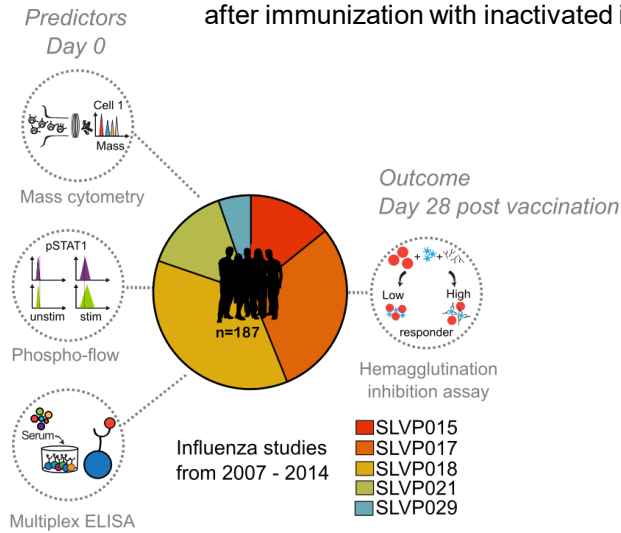 after immunization with inactivated i
Predictors
Day 0
Cell 1
Mass
Mass cytometry
pSTAT1
unstim stim
Phospho-flow
Serum
Multiplex ELISA
n=187
Influenza studies
from 2007 - 2014
Outcome
Day 28 post vaccination
+ +
Low High
responder
Hemagglutination
inhibition assay
SLVP015
SLVP017
SLVP018
SLVP021
SLVP029